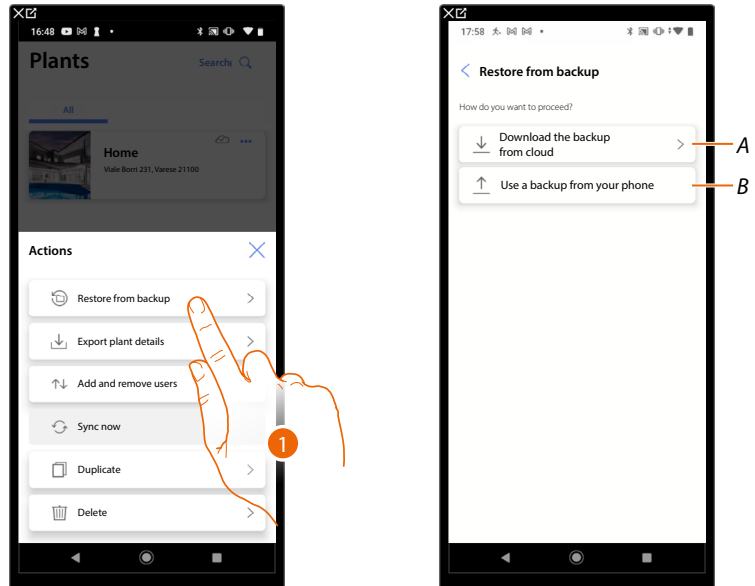 16:48
Plants
Search
All
Home
Viale Borri 231, Varese 21100
Actions
Restore from backup
Export plant details
Add and remove users
Sync now
Duplicate
Delete
1
17:58
Restore from backup
How do you want to proceed?
Download the backup
from cloud
A
Use a backup from your phone
B